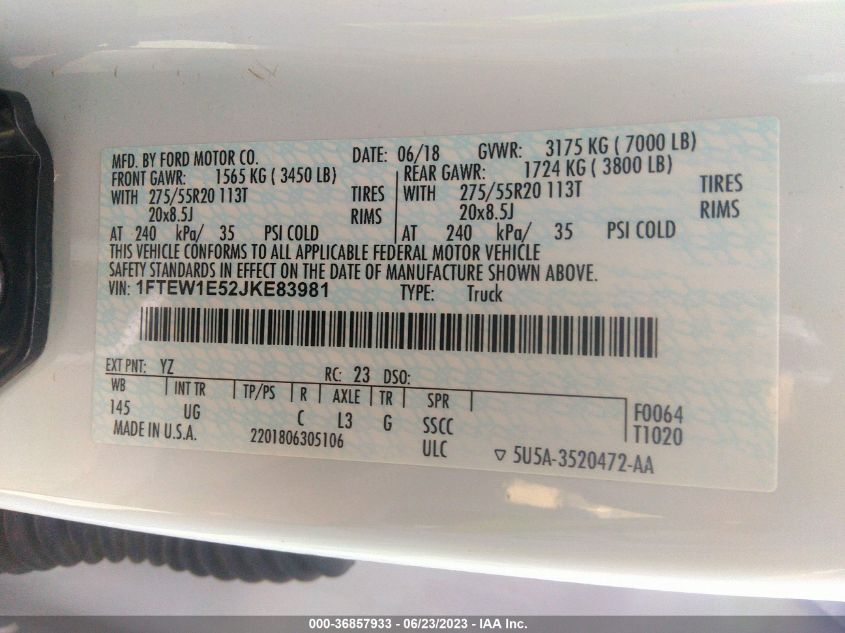 MFD. BY FORD MOTOR CO. DATE: 06/18 GVWR: 3175 KG ( 7000 LB)
FRONT GAWR: 1565 KG ( 3450 LB) REAR GAWR: 1724 KG ( 3800 LB)
WITH 275/55R20 113T TIRES WITH 275/55R20 113T TIRES
20x8.5J RIMS 20x8.5J RIMS
AT 240 kPa/ 35 PSI COLD AT 240 kPa/ 35 PSI COLD
THIS VEHICLE CONFORMS TO ALL APPLICABLE FEDERAL MOTOR VEHICLE
SAFETY STANDARDS IN EFFECT ON THE DATE OF MANUFACTURE SHOWN ABOVE.
VIN: 1FTEW1E52JKE83981 TYPE: Truck
EXT PNT: YZ RC: 23 DSO:
WB INT TR TP/PS R AXLE TR SPR
145 UG C L3 G SSCC F0064
MADE IN U.S.A. 2201806305106 ULC T1020
▽ 5U5A-3520472-AA
000-36857933 - 06/23/2023 - IAA Inc.